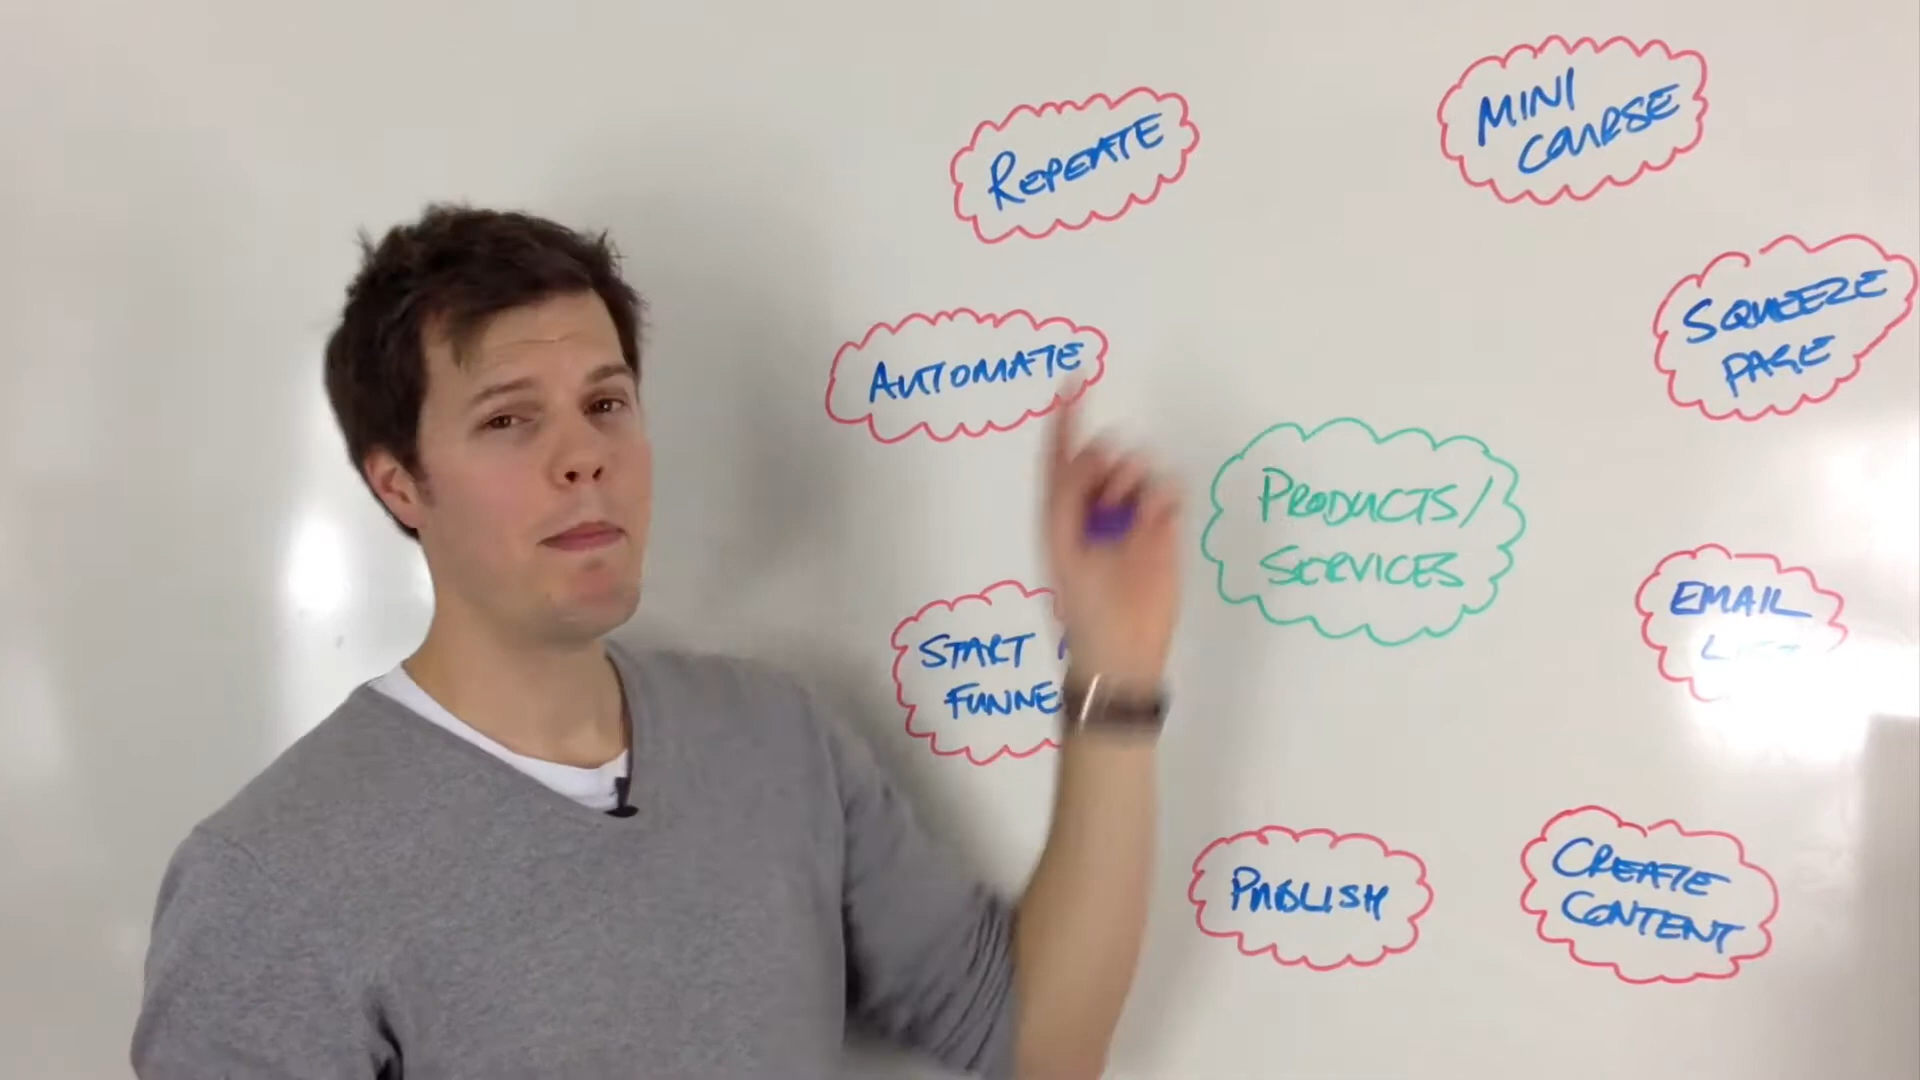 REPEATE
MINI
COURSE
SQUEEZE
PAGE
AUTOMATE
PRODUCTS/
SERVICES
EMAIL
START
FUNNE
PUBLISH
CREATE
CONTENT